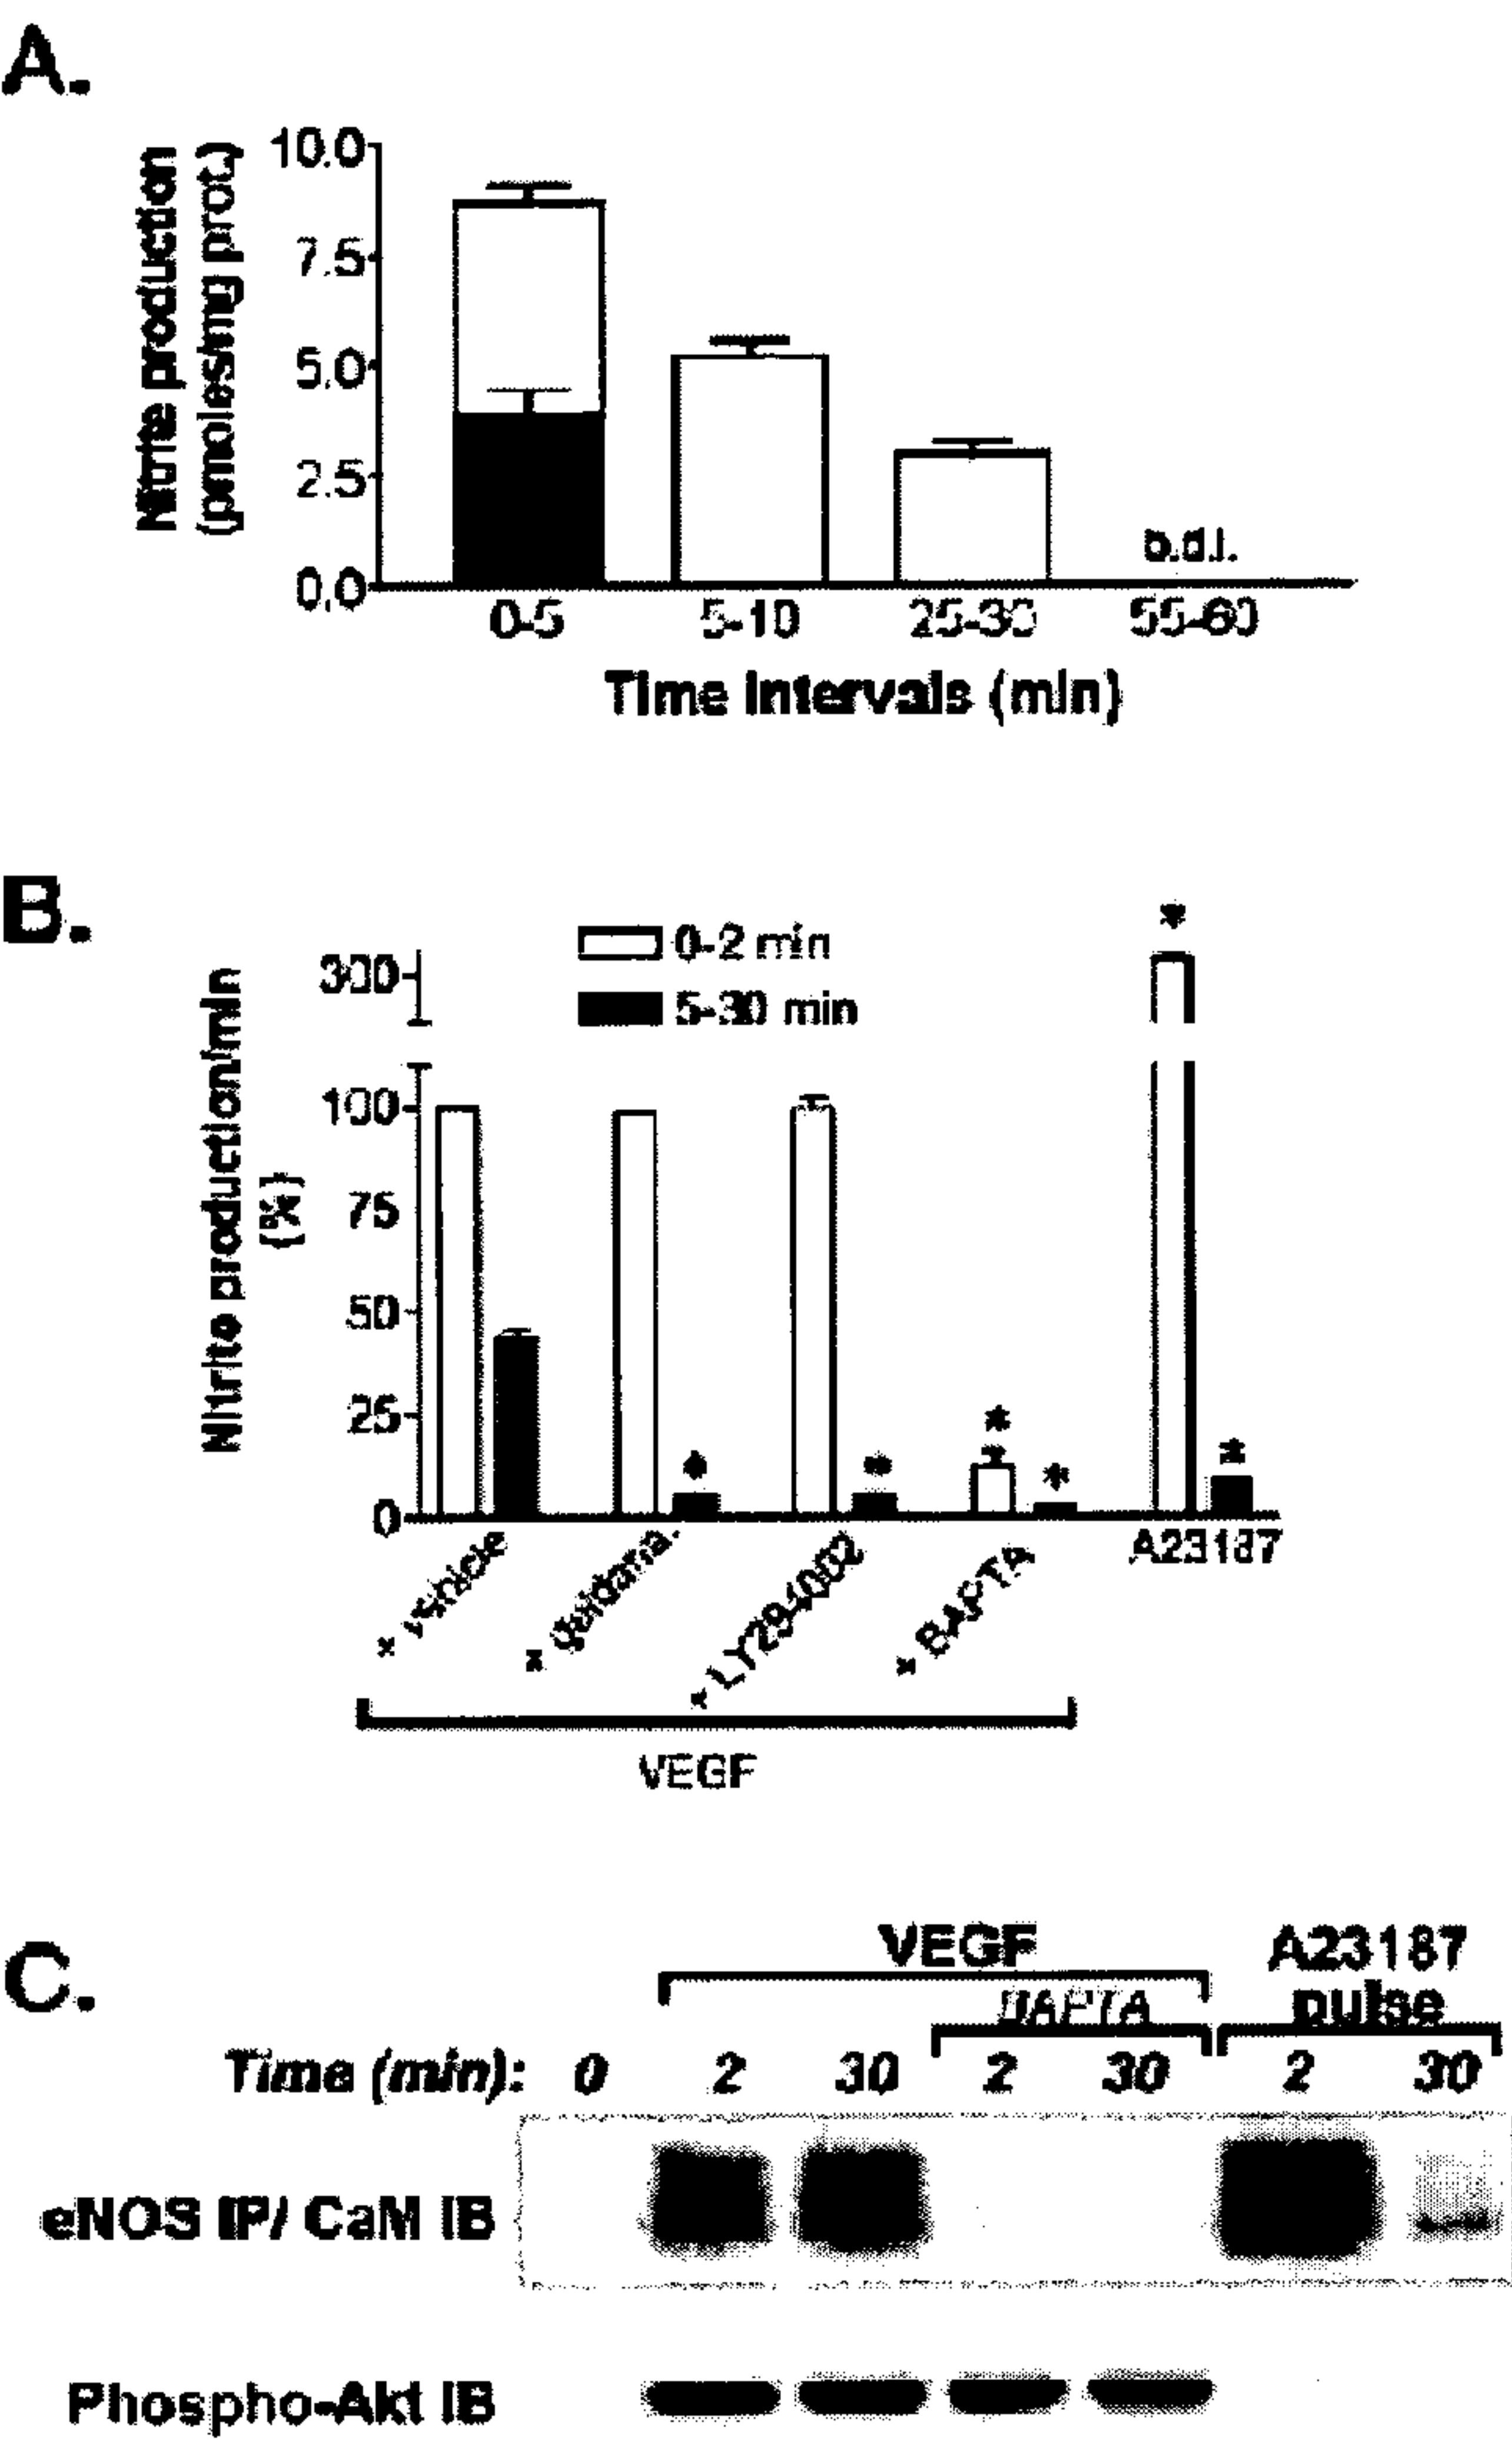 A.
Nitrite production
(pmoles/mg prot.)
10.0
7.5
5.0
2.5
0.0
b.d.l.
0-5 5-10 25-30 55-60
Time intervals (min)
B.
Nitrite production/min
(%)
300
100
75
50
25
0
0-2 min
5-30 min
* * * * * *
+ vehicle + geldana. + LY294002 + BAPTA A23187
VEGF
C.
VEGF A23187
BAPTA pulse
Time (min): 0 2 30 2 30 2 30
eNOS IP/ CaM IB
Phospho-Akt IB